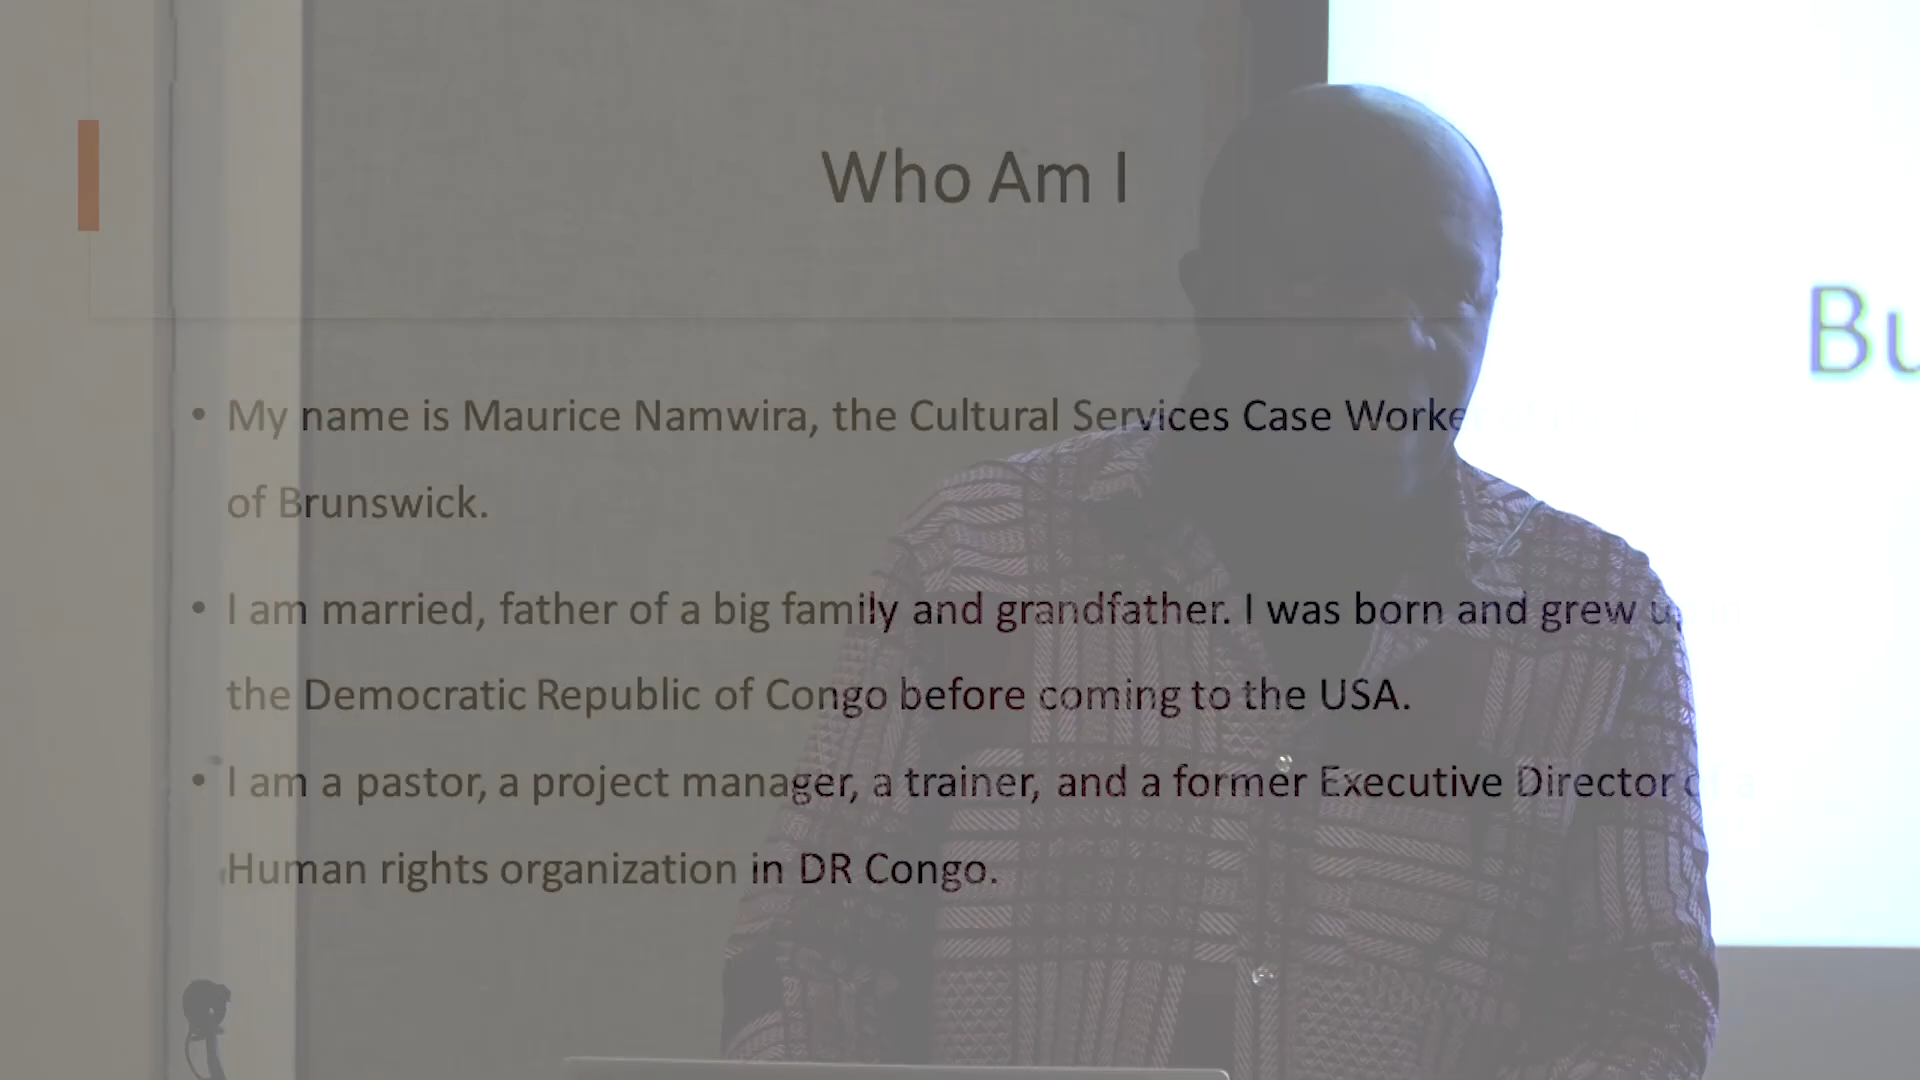 Who Am I
Bu
• My name is Maurice Namwira, the Cultural Services Case Worker
of Brunswick.
• I am married, father of a big family and grandfather. I was born and grew up in
the Democratic Republic of Congo before coming to the USA.
• I am a pastor, a project manager, a trainer, and a former Executive Director of a
Human rights organization in DR Congo.